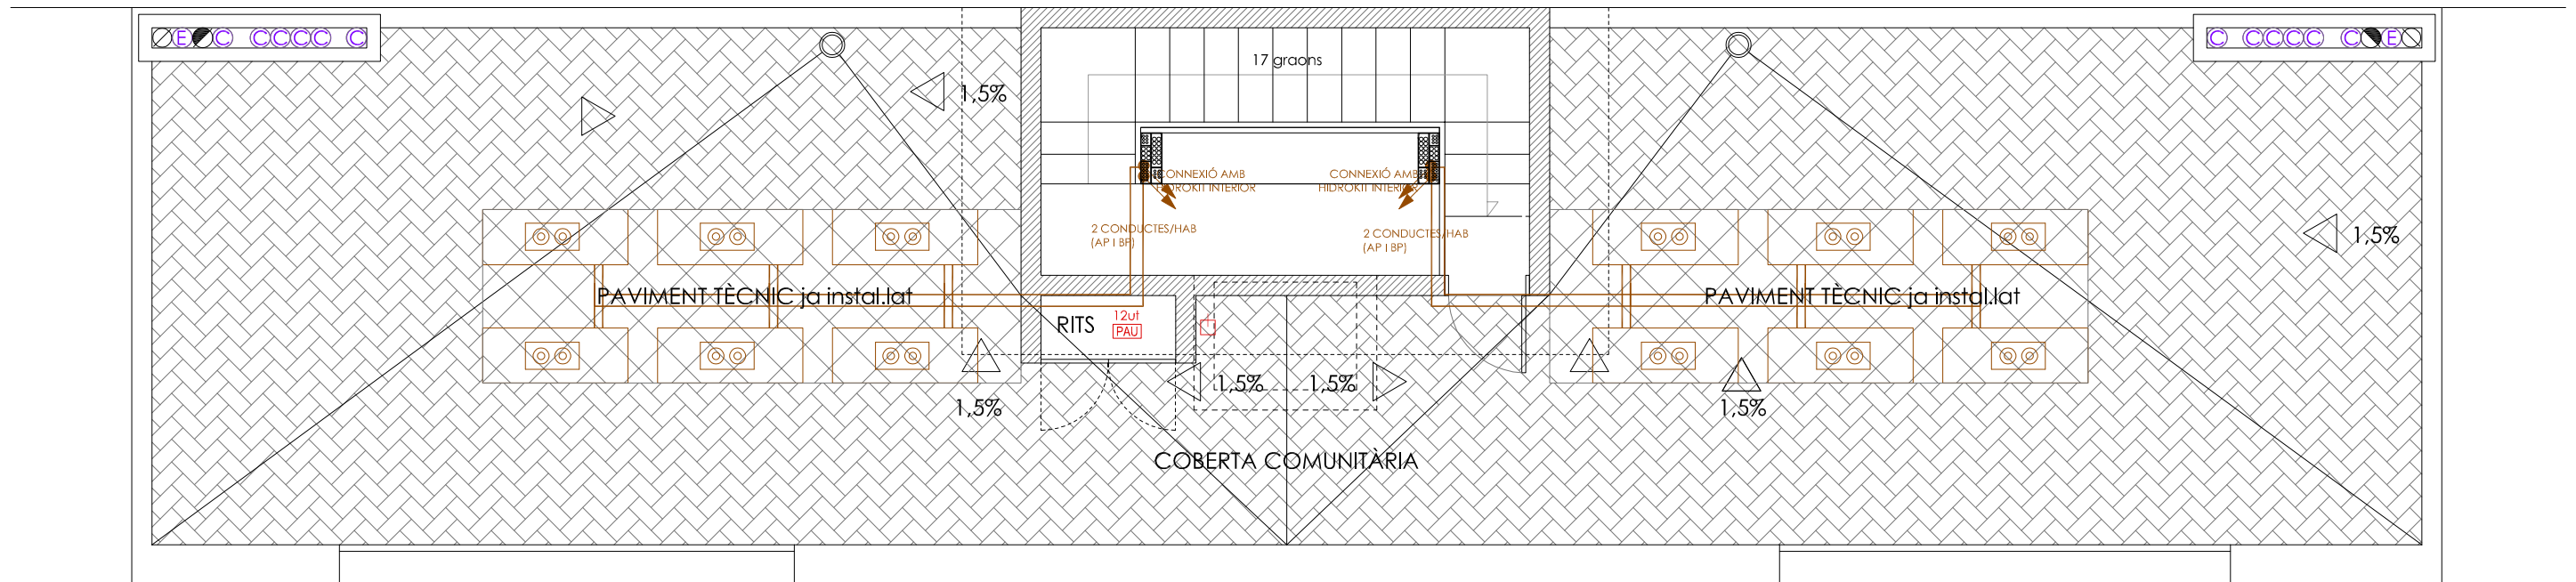 E C C C C C C
C C C C C C E
17 graons
1,5%
CONNEXIÓ AMB
HIDROKIT INTERIOR
CONNEXIÓ AMB
HIDROKIT INTERIOR
2 CONDUCTES/HAB
(AP I BP)
2 CONDUCTES/HAB
(AP I BP)
1,5%
PAVIMENT TÈCNIC ja instal.lat
PAVIMENT TÈCNIC ja instal.lat
RITS
12ut
PAU
1,5%
1,5%
1,5%
1,5%
COBERTA COMUNITÀRIA